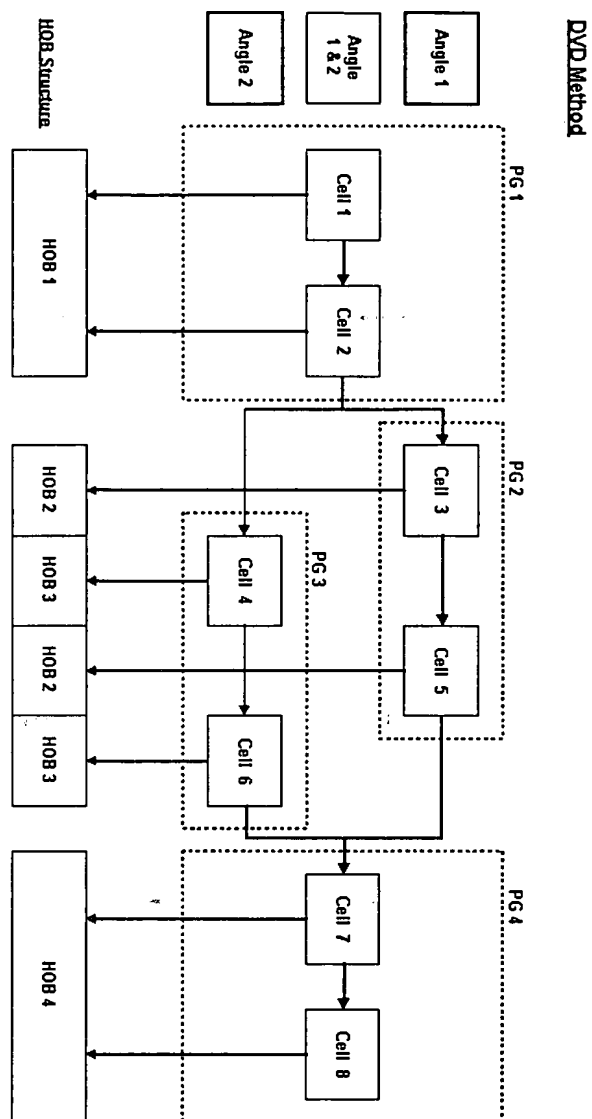 DVD Method
Angle 1
Angle
1 & 2
Angle 2
HOB Structure
PG 1
Cell 1
Cell 2
PG 2
Cell 3
Cell 5
PG 3
Cell 4
Cell 6
PG 4
Cell 7
Cell 8
HOB 1
HOB 2
HOB 3
HOB 2
HOB 3
HOB 4